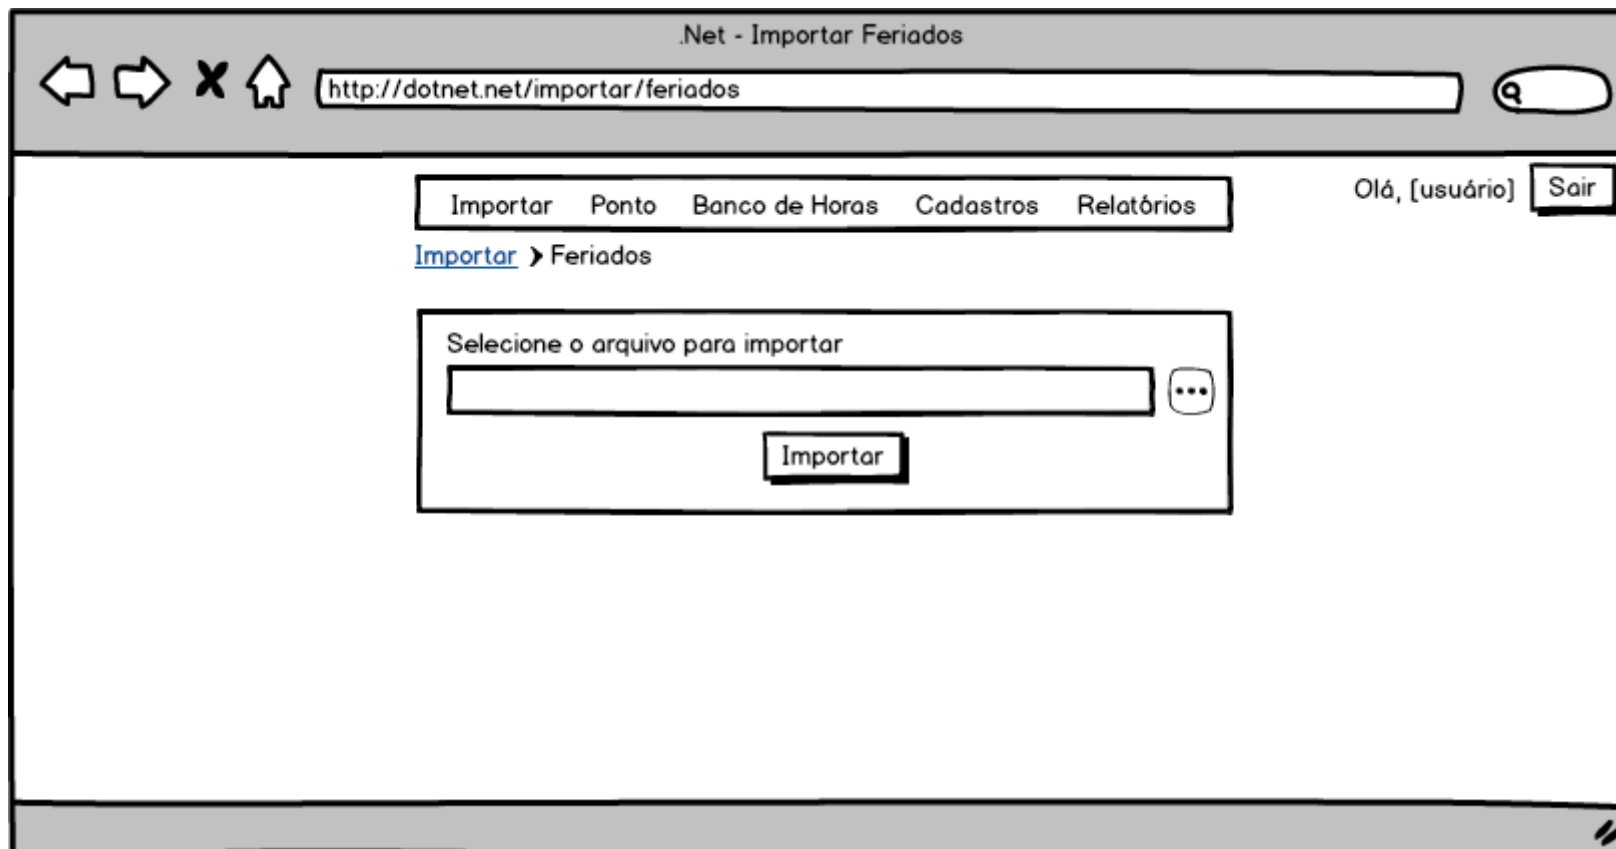 .Net - Importar Feriados
http://dotnet.net/importar/feriados
Importar Ponto Banco de Horas Cadastros Relatórios
Olá, [usuário] Sair
Importar > Feriados
Selecione o arquivo para importar
...
Importar